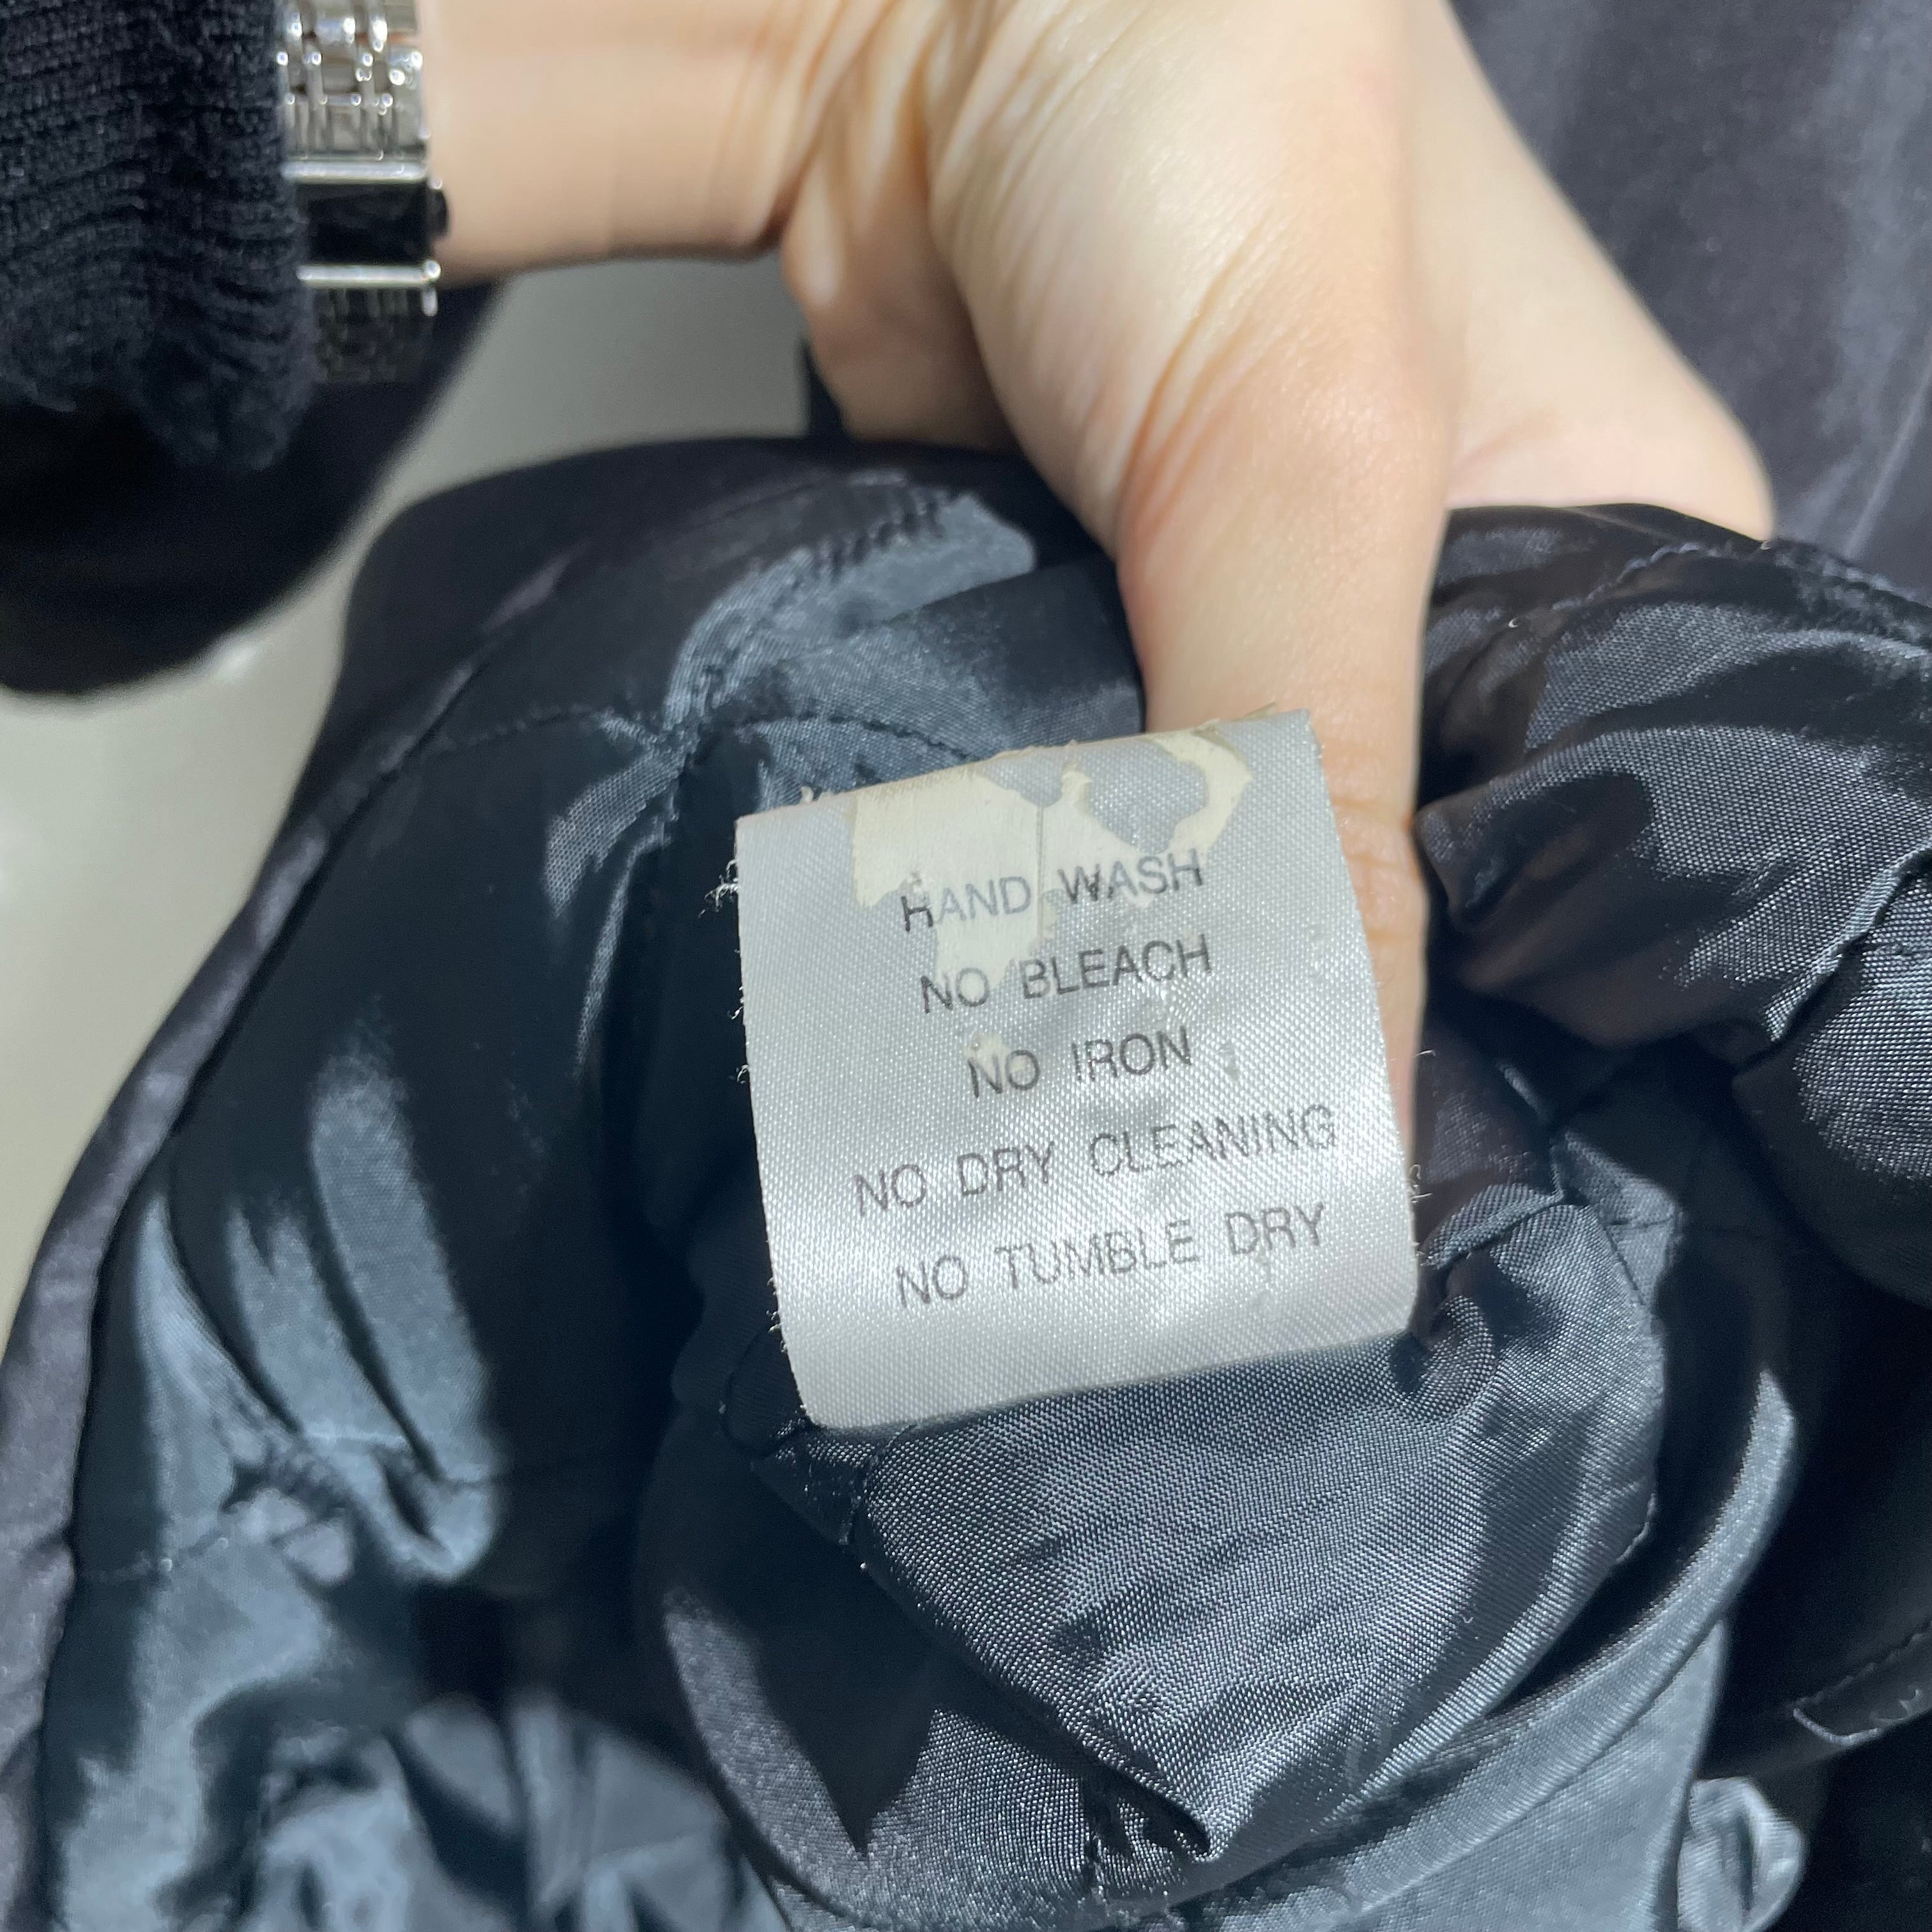 HAND WASH
NO BLEACH
NO IRON
NO DRY CLEANING
NO TUMBLE DRY